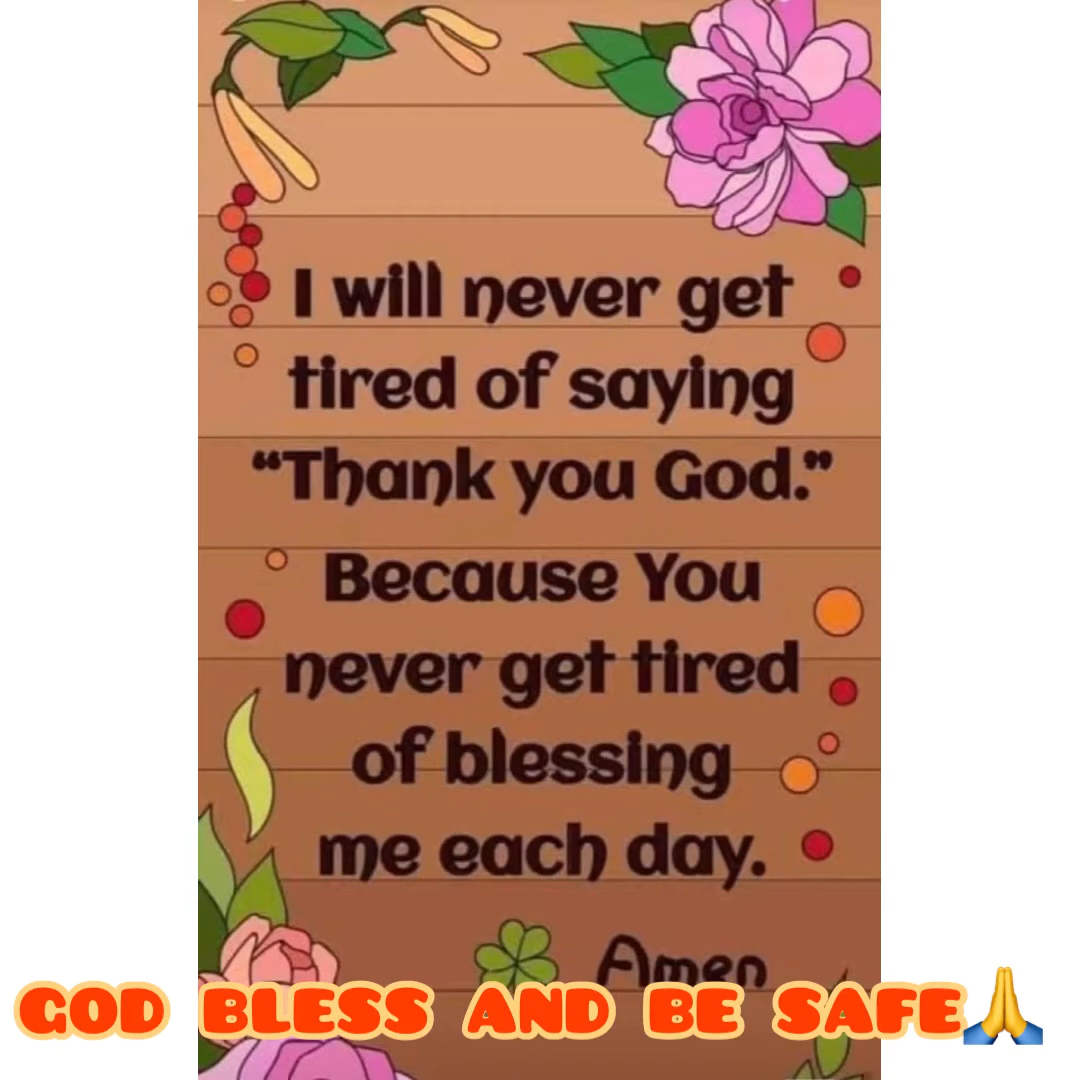 I will never get
tired of saying
“Thank you God.”
Because You
never get tired
of blessing
me each day.
Amen
GOD BLESS AND BE SAFE🙏